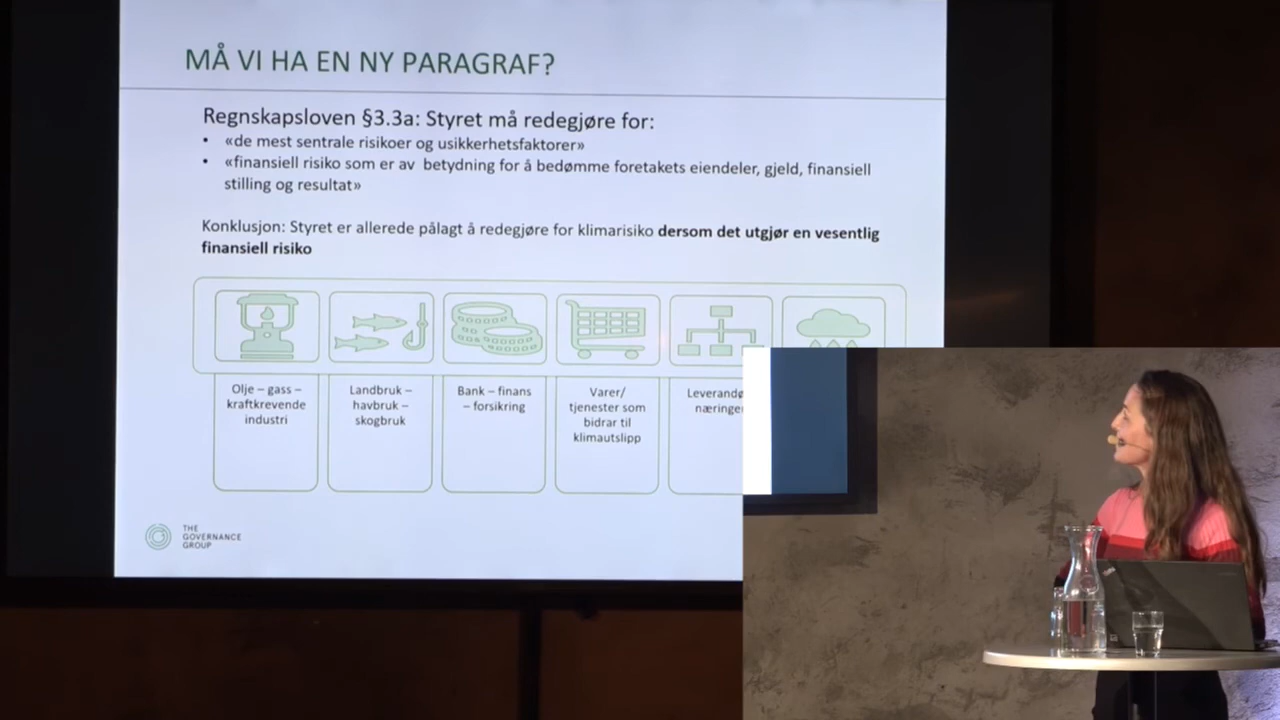 MÅ VI HA EN NY PARAGRAF?
Regnskapsloven §3.3a: Styret må redegjøre for:
• «de mest sentrale risikoer og usikkerhetsfaktorer»
• «finansiell risiko som er av betydning for å bedømme foretakets eiendeler, gjeld, finansiell
stilling og resultat»
Konklusjon: Styret er allerede pålagt å redegjøre for klimarisiko dersom det utgjør en vesentlig
finansiell risiko
Olje – gass –
kraftkrevende
industri
Landbruk –
havbruk –
skogbruk
Bank – finans
– forsikring
Varer/
tjenester som
bidrar til
klimautslipp
THE
GOVERNANCE
GROUP